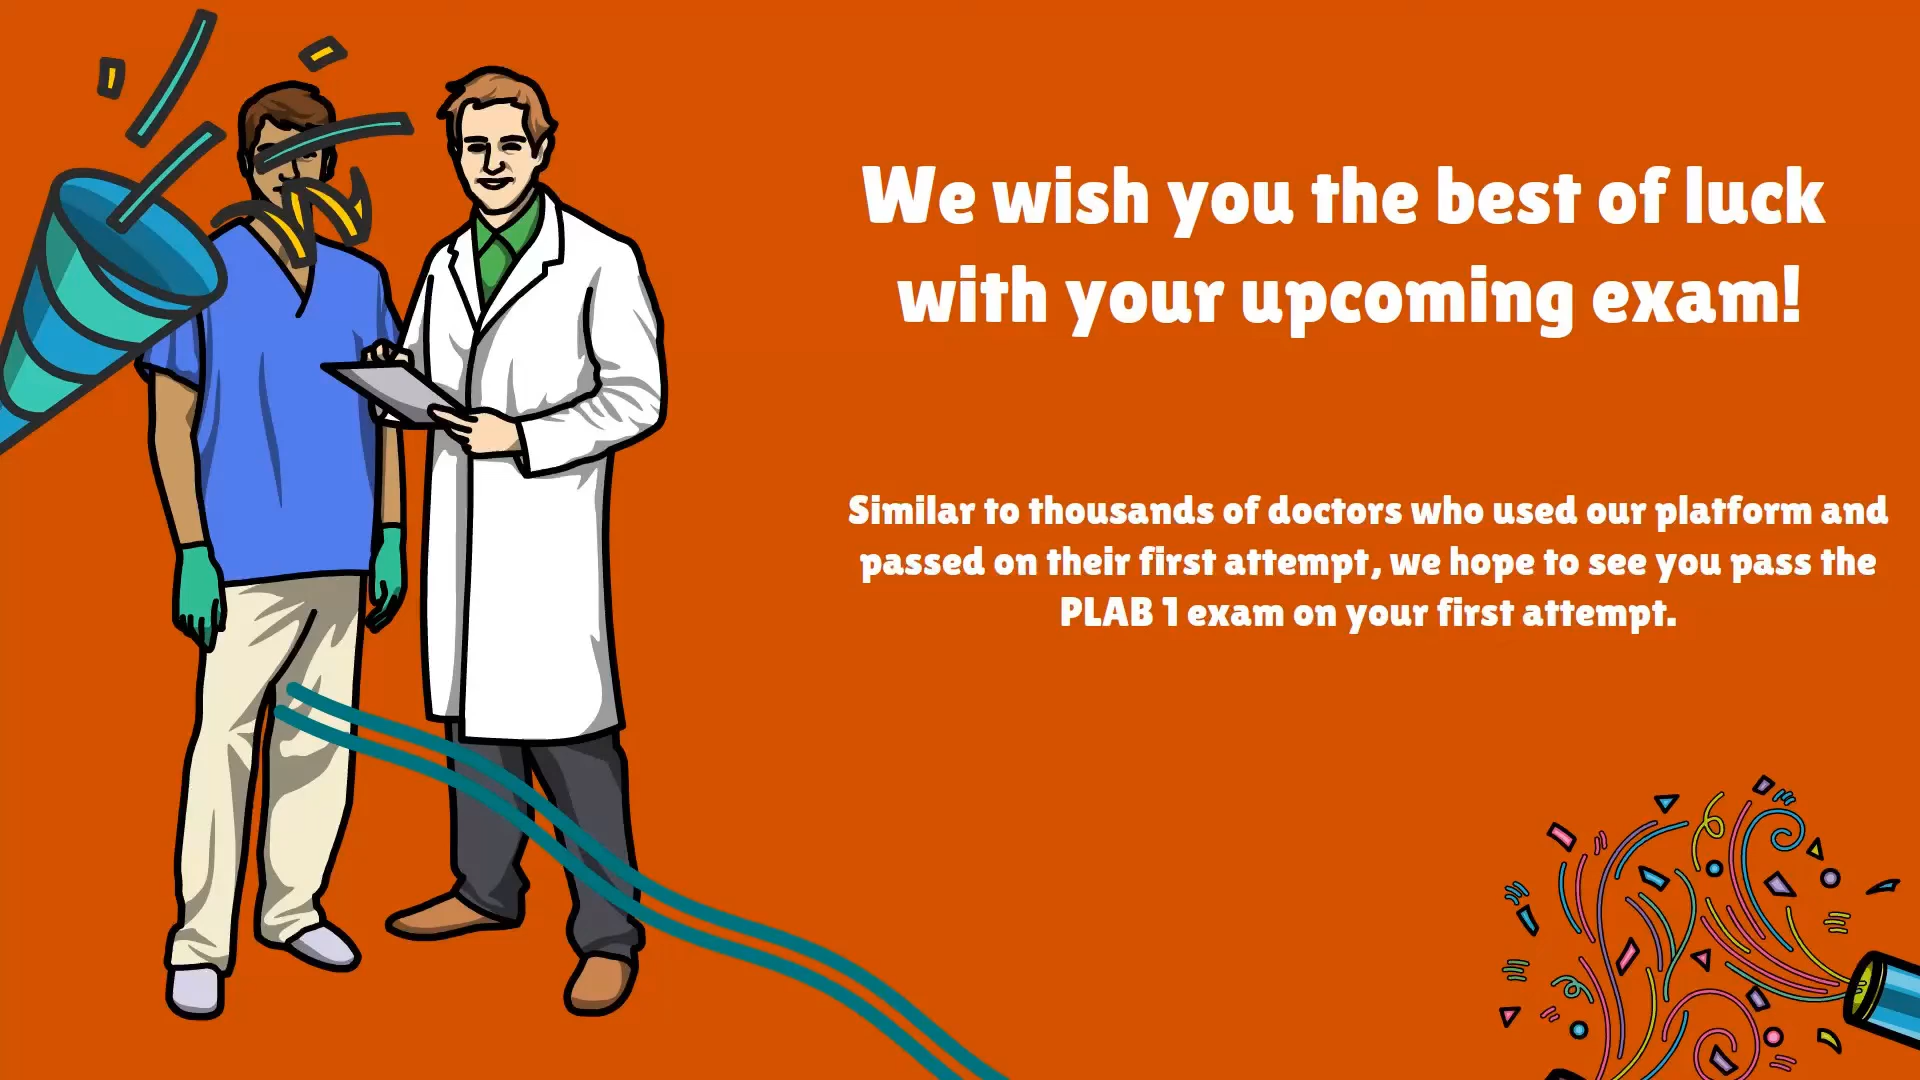 We wish you the best of luck
with your upcoming exam!
Similar to thousands of doctors who used our platform and
passed on their first attempt, we hope to see you pass the
PLAB 1 exam on your first attempt.